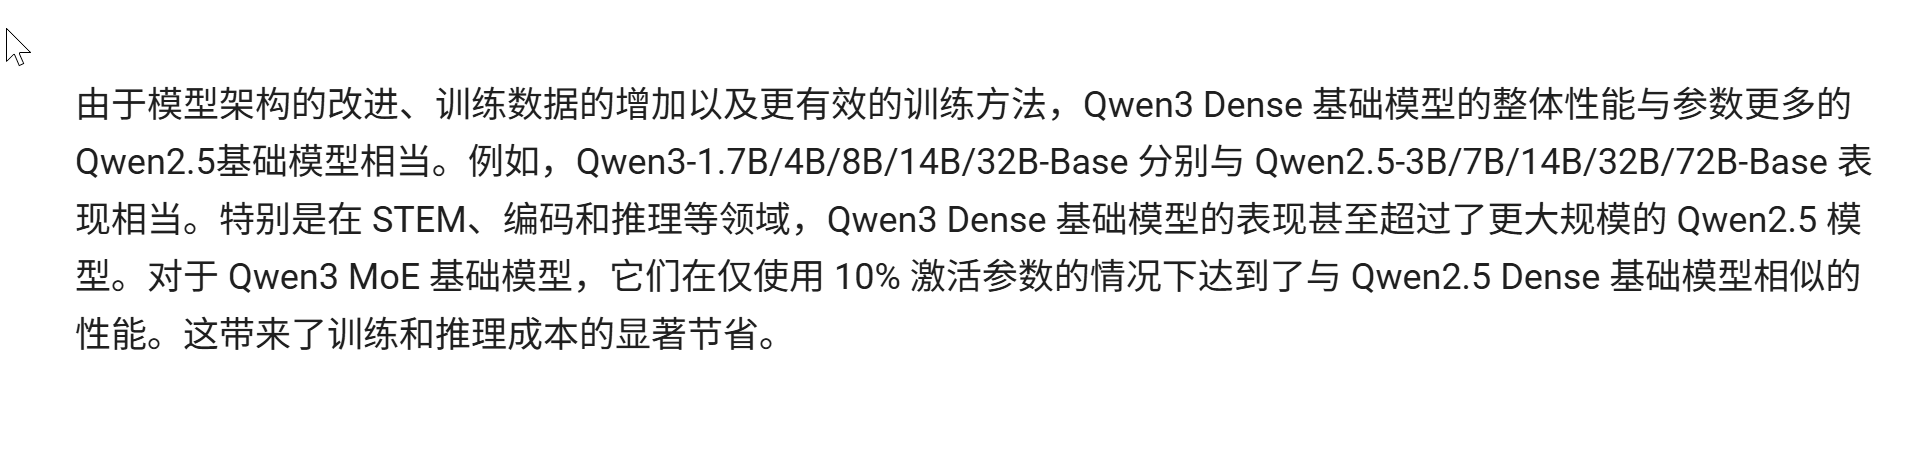 由于模型架构的改进、训练数据的增加以及更有效的训练方法，Qwen3 Dense 基础模型的整体性能与参数更多的
Qwen2.5基础模型相当。例如，Qwen3-1.7B/4B/8B/14B/32B-Base 分别与 Qwen2.5-3B/7B/14B/32B/72B-Base 表
现相当。特别是在 STEM、编码和推理等领域，Qwen3 Dense 基础模型的表现甚至超过了更大规模的 Qwen2.5 模
型。对于 Qwen3 MoE 基础模型，它们在仅使用 10% 激活参数的情况下达到了与 Qwen2.5 Dense 基础模型相似的
性能。这带来了训练和推理成本的显著节省。